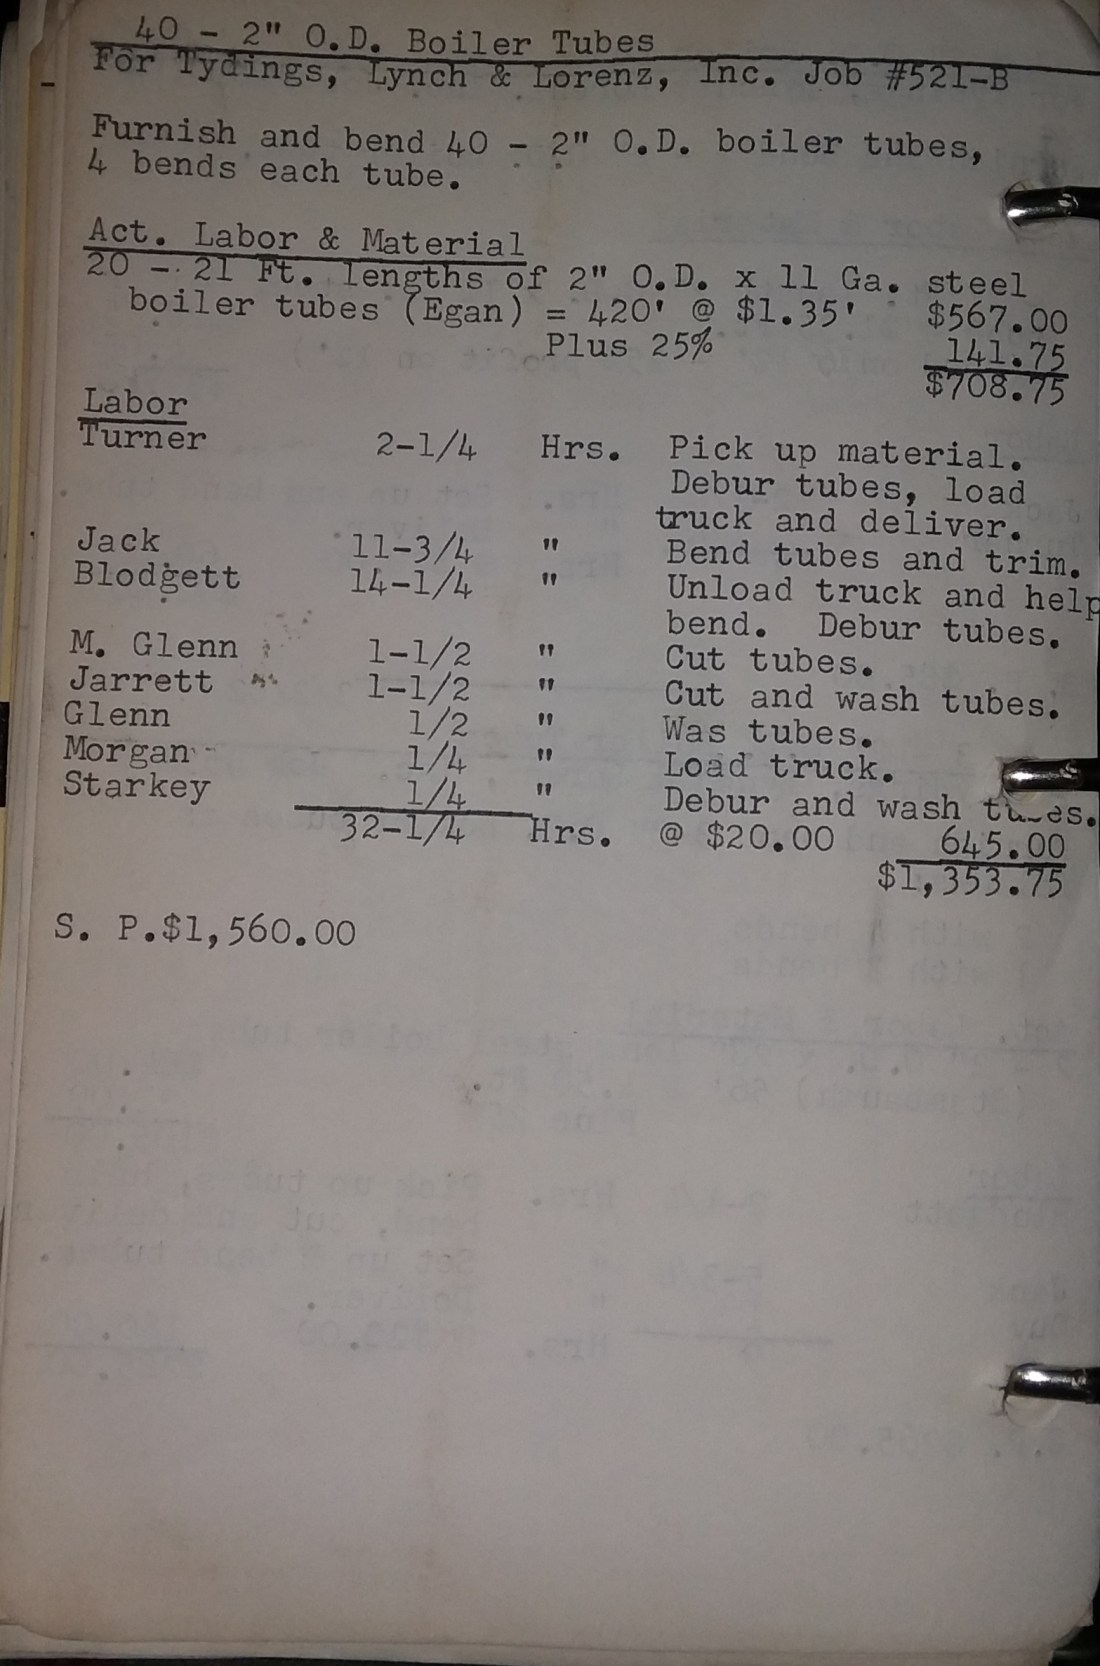 40 - 2" O.D. Boiler Tubes
For Tydings, Lynch & Lorenz, Inc. Job #521-B
Furnish and bend 40 - 2" O.D. boiler tubes,
4 bends each tube.
Act. Labor & Material
20 - 21 Ft. lengths of 2" O.D. x 11 Ga. steel
boiler tubes (Egan) = 420' @ $1.35' $567.00
Plus 25% 141.75
$708.75
Labor
Turner 2-1/4 Hrs. Pick up material.
Debur tubes, load
truck and deliver.
Jack 11-3/4 " Bend tubes and trim.
Blodgett 14-1/4 " Unload truck and help
bend. Debur tubes.
M. Glenn 1-1/2 " Cut tubes.
Jarrett 1-1/2 " Cut and wash tubes.
Glenn 1/2 " Was tubes.
Morgan 1/4 " Load truck.
Starkey 1/4 " Debur and wash tubes.
32-1/4 Hrs. @ $20.00 645.00
$1,353.75
S. P.$1,560.00